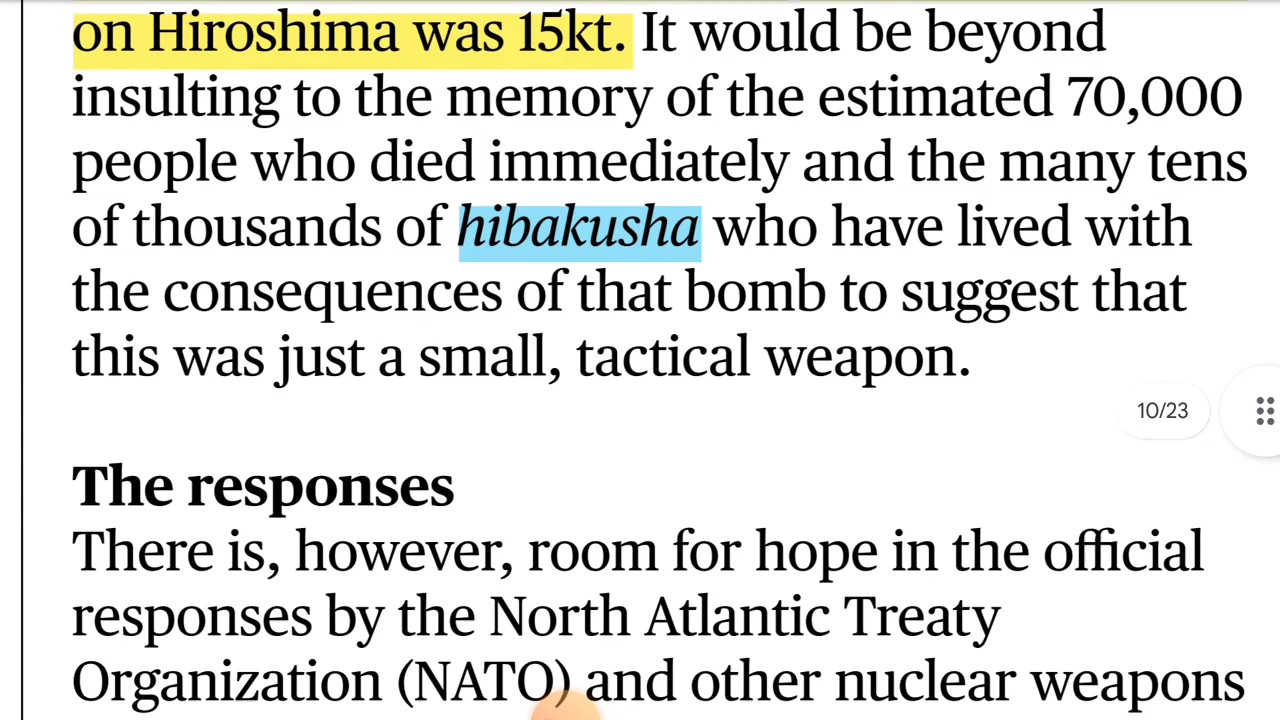 on Hiroshima was 15kt. It would be beyond
insulting to the memory of the estimated 70,000
people who died immediately and the many tens
of thousands of hibakusha who have lived with
the consequences of that bomb to suggest that
this was just a small, tactical weapon.
10/23
The responses
There is, however, room for hope in the official
responses by the North Atlantic Treaty
Organization (NATO) and other nuclear weapons